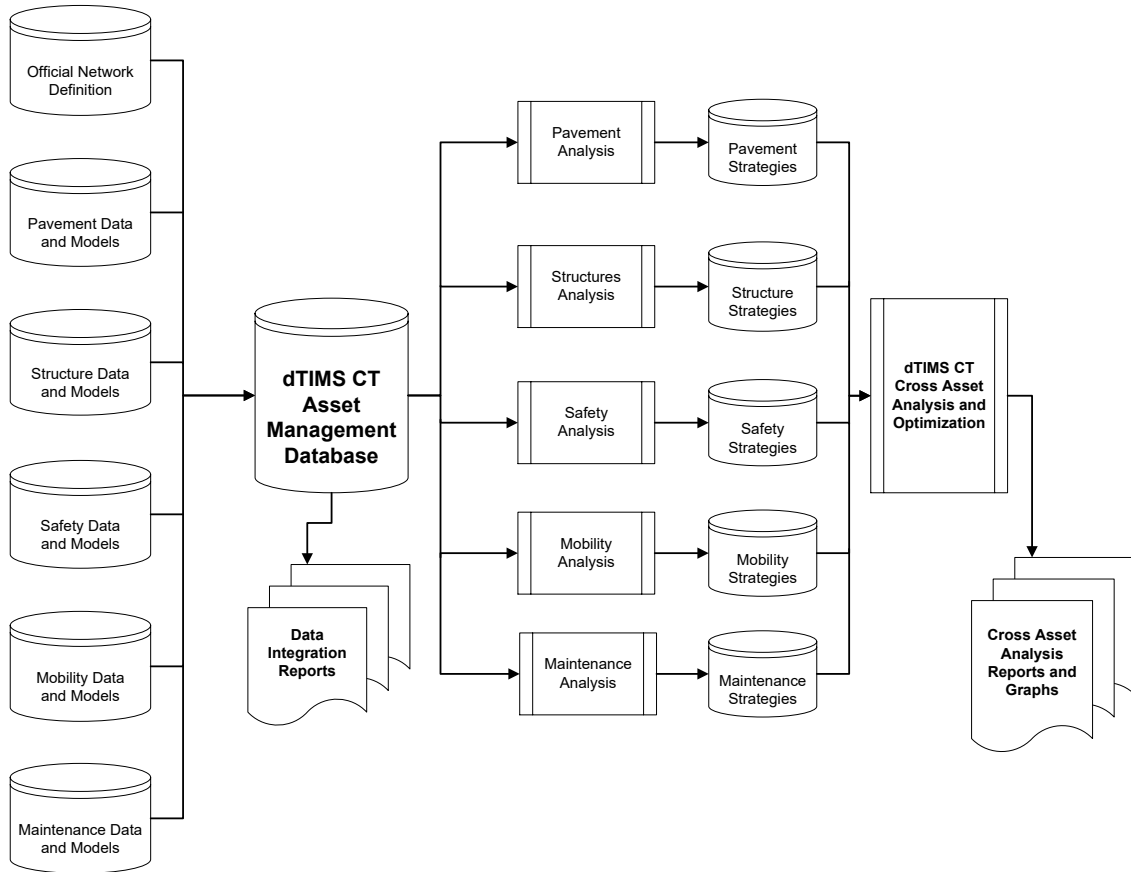 Official Network
Definition
Pavement Data
and Models
Structure Data
and Models
Safety Data
and Models
Mobility Data
and Models
Maintenance Data
and Models
dTIMS CT
Asset
Management
Database
Data
Integration
Reports
Pavement
Analysis
Structures
Analysis
Safety
Analysis
Mobility
Analysis
Maintenance
Analysis
Pavement
Strategies
Structure
Strategies
Safety
Strategies
Mobility
Strategies
Maintenance
Strategies
dTIMS CT
Cross Asset
Analysis and
Optimization
Cross Asset
Analysis
Reports and
Graphs